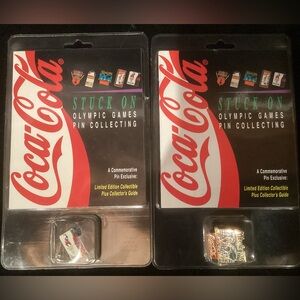 Coca-Cola
STUCK ON
OLYMPIC GAMES
PIN COLLECTING
A Commemorative
Pin Exclusive:
Limited Edition Collectible
Plus Collector's Guide
Coca-Cola
STUCK ON
OLYMPIC GAMES
PIN COLLECTING
A Commemorative
Pin Exclusive:
Limited Edition Collectible
Plus Collector's Guide